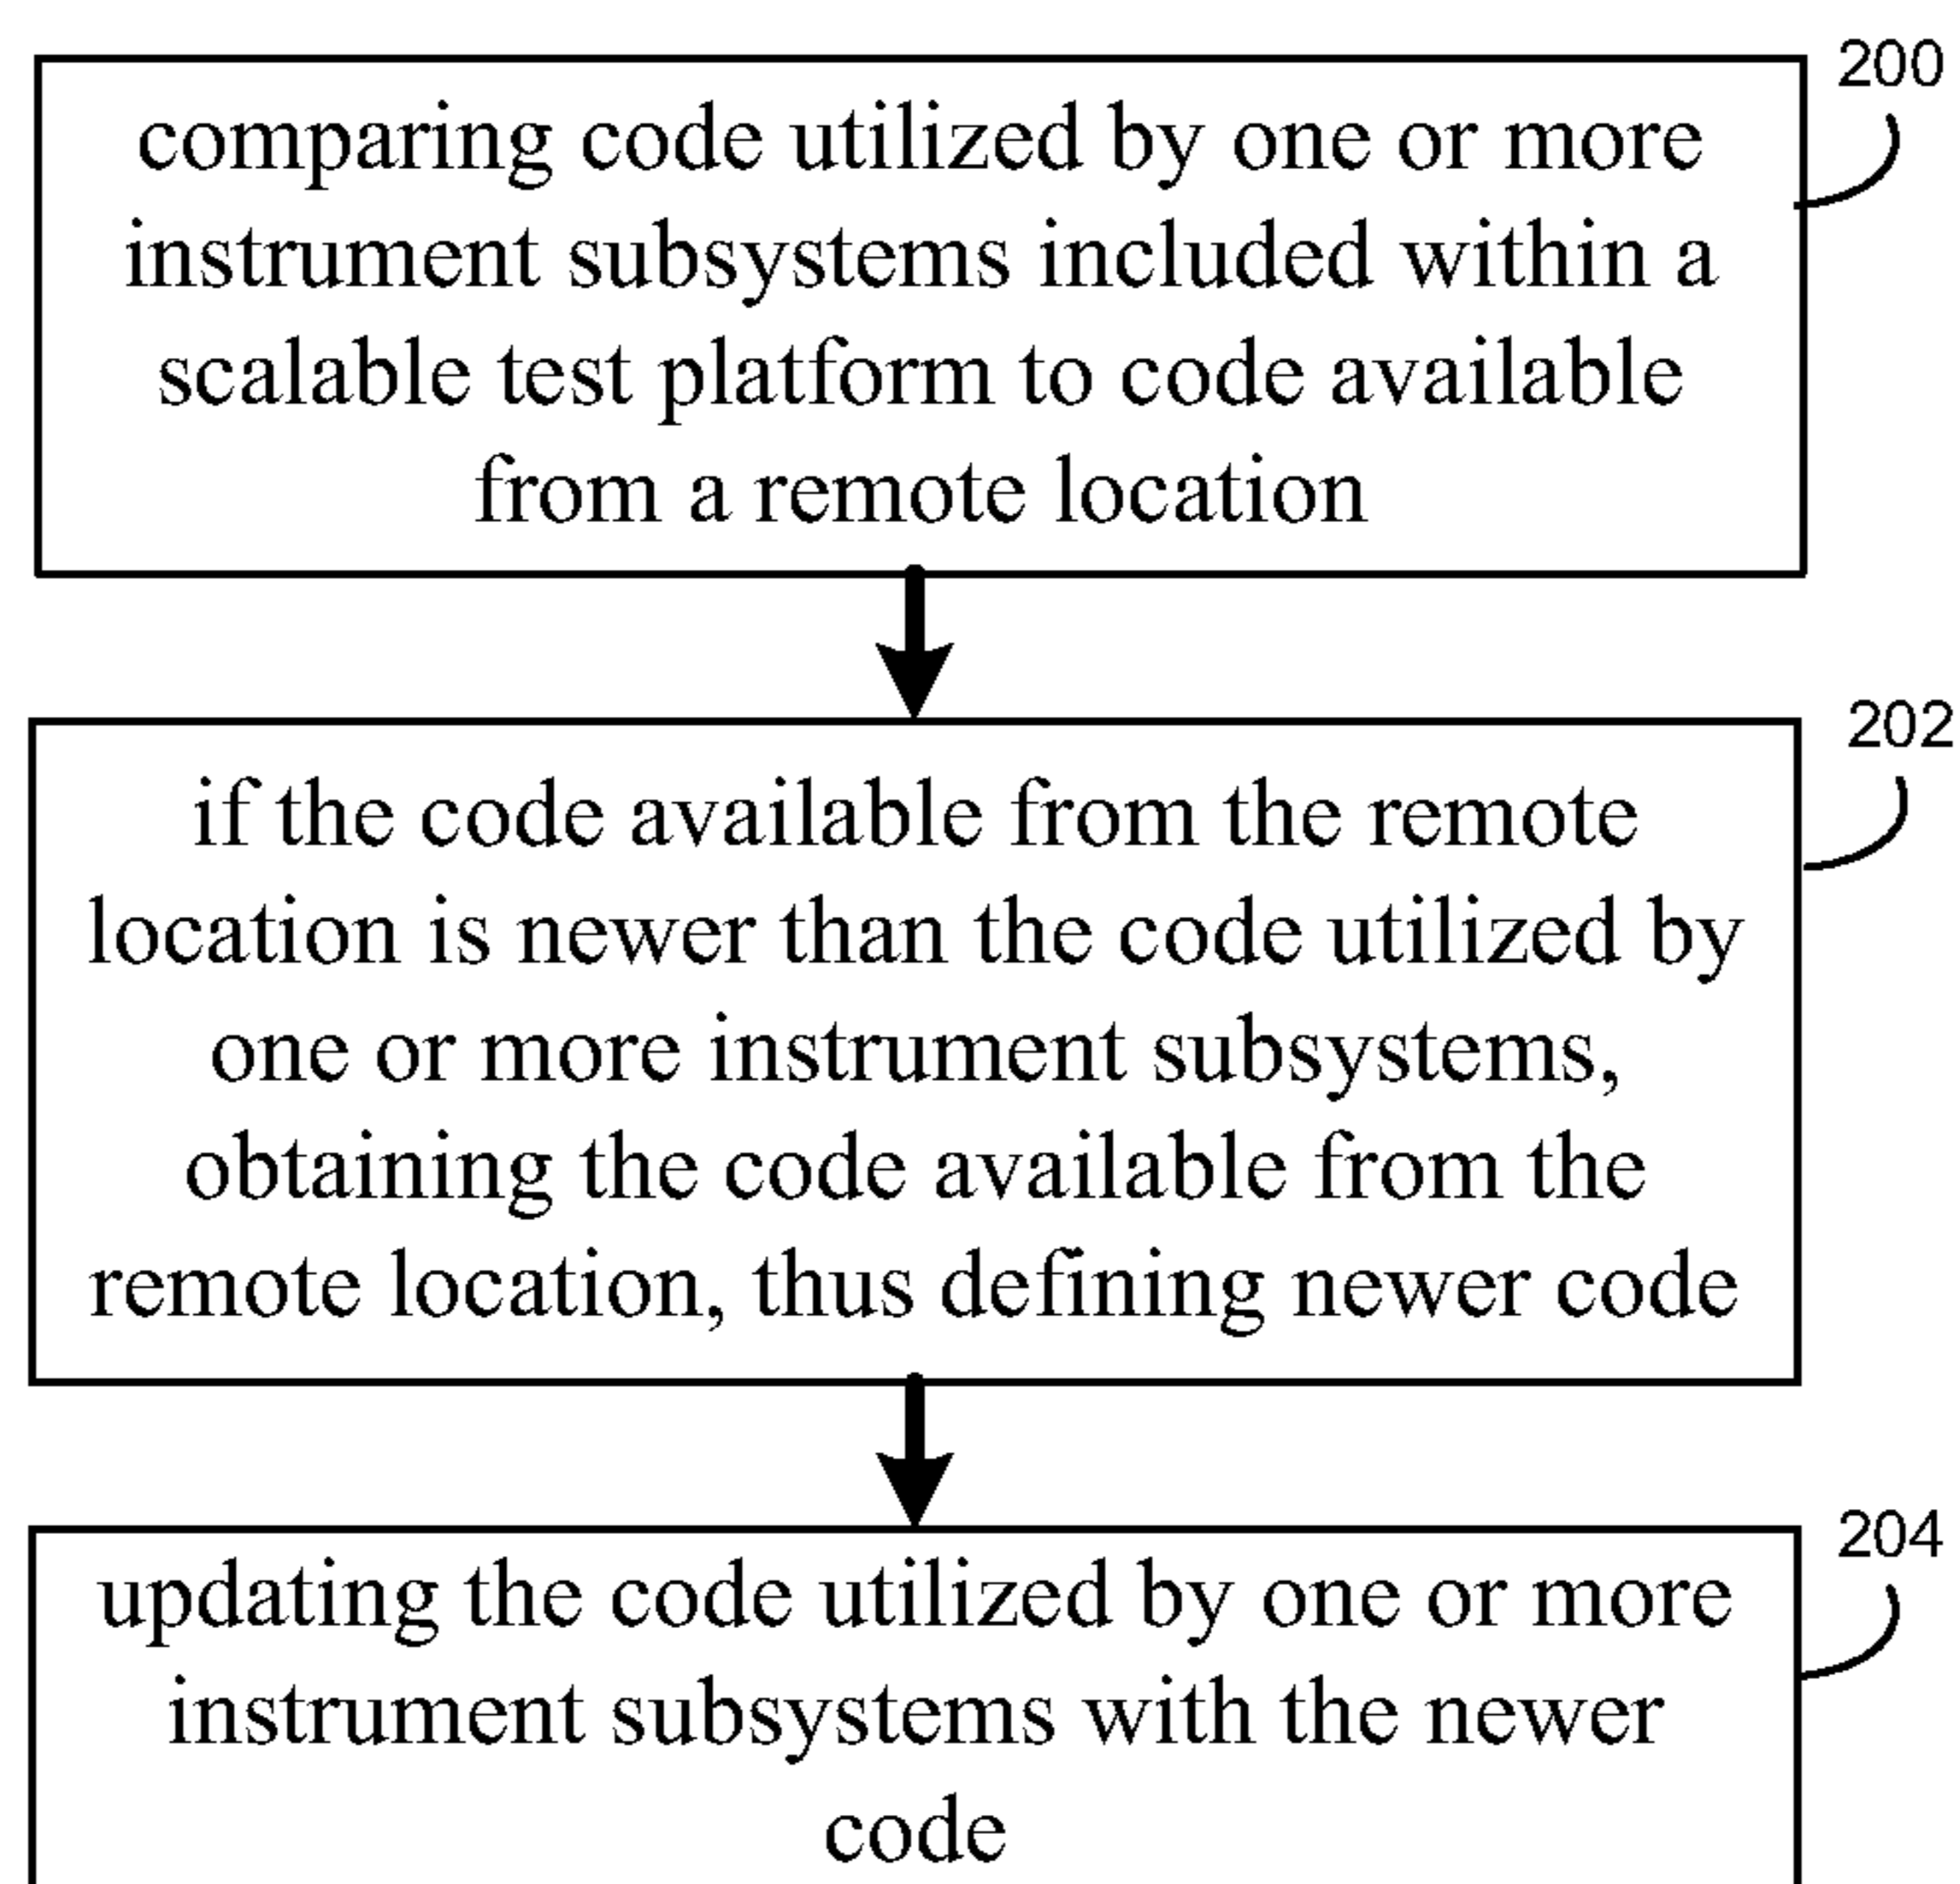 200
comparing code utilized by one or more
instrument subsystems included within a
scalable test platform to code available
from a remote location
202
if the code available from the remote
location is newer than the code utilized by
one or more instrument subsystems,
obtaining the code available from the
remote location, thus defining newer code
204
updating the code utilized by one or more
instrument subsystems with the newer
code